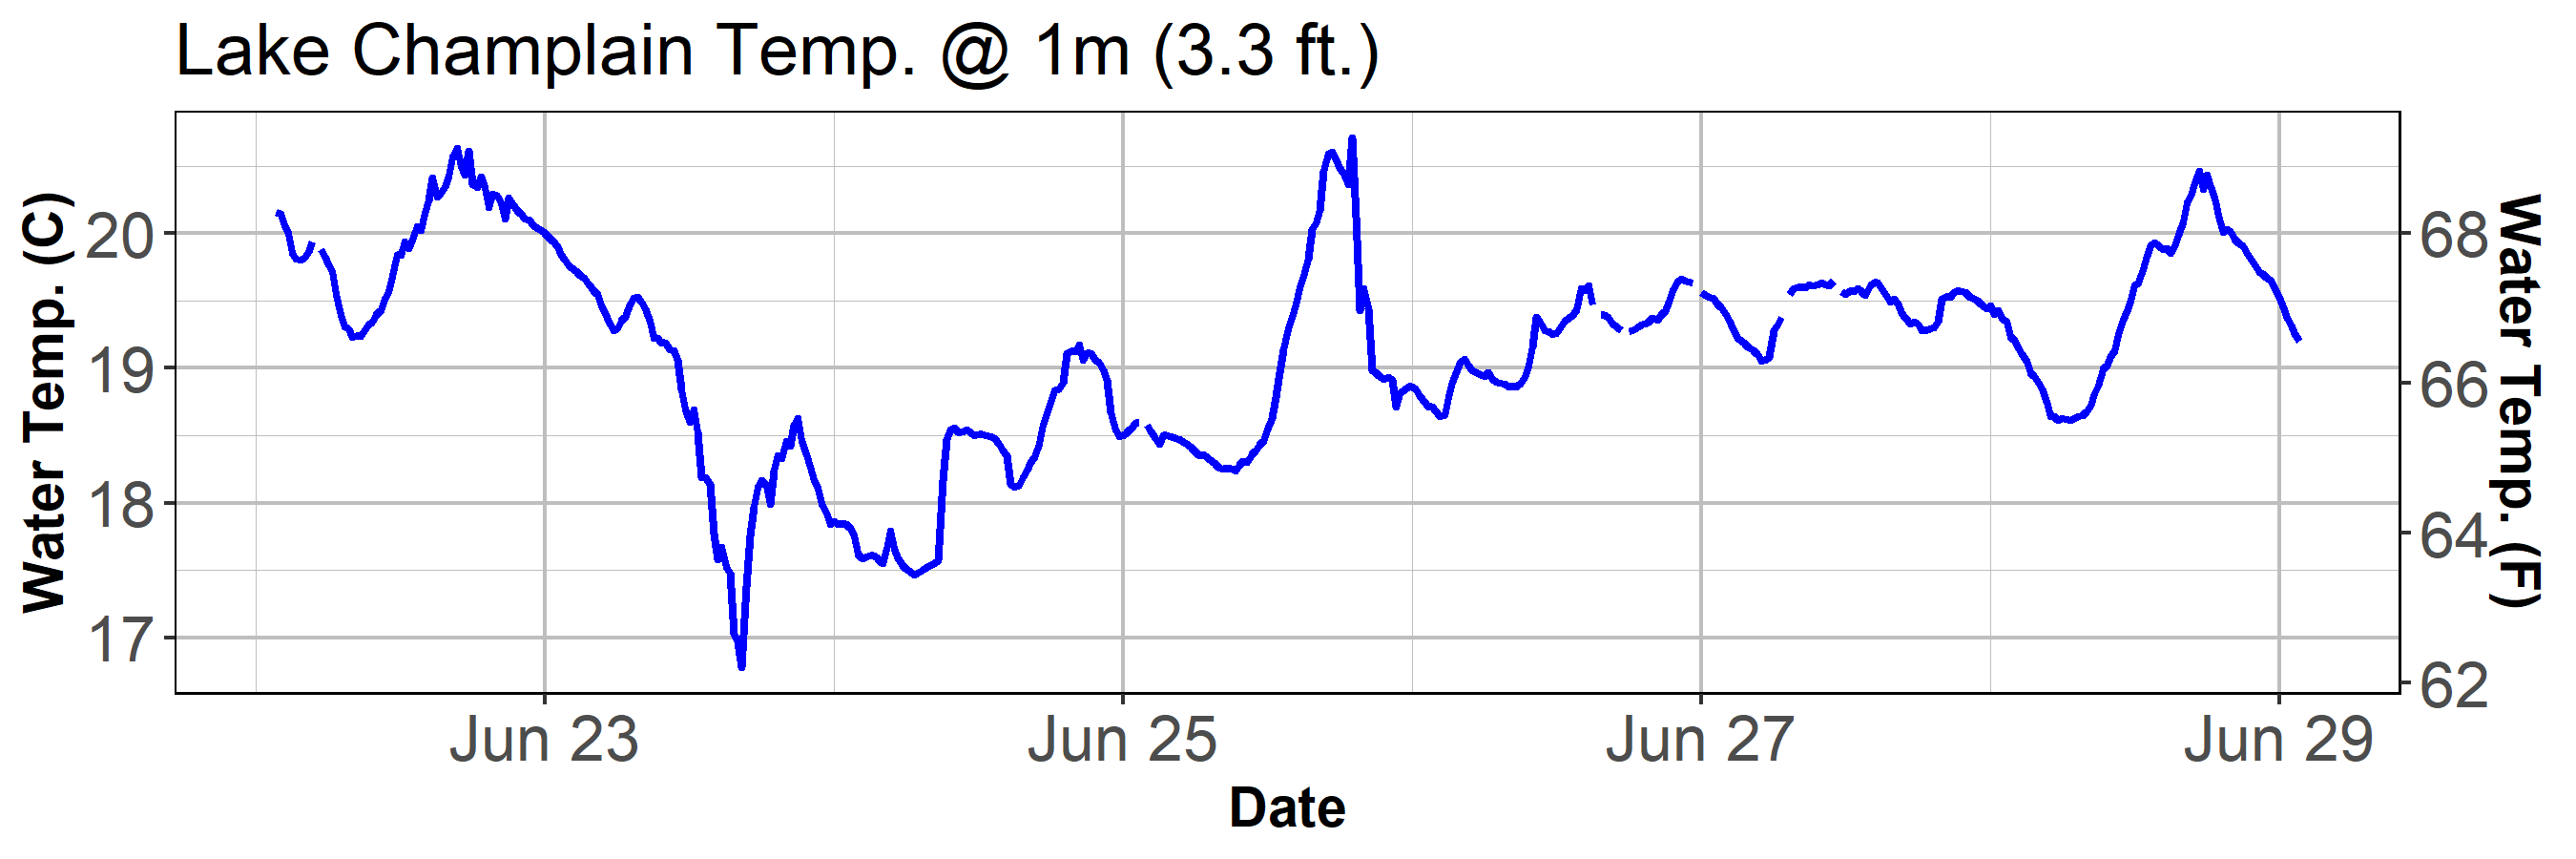 Lake Champlain Temp. @ 1m (3.3 ft.)
Water Temp. (C)
20
19
18
17
68
66
64
62
Water Temp. (F)
Jun 23
Jun 25
Jun 27
Jun 29
Date